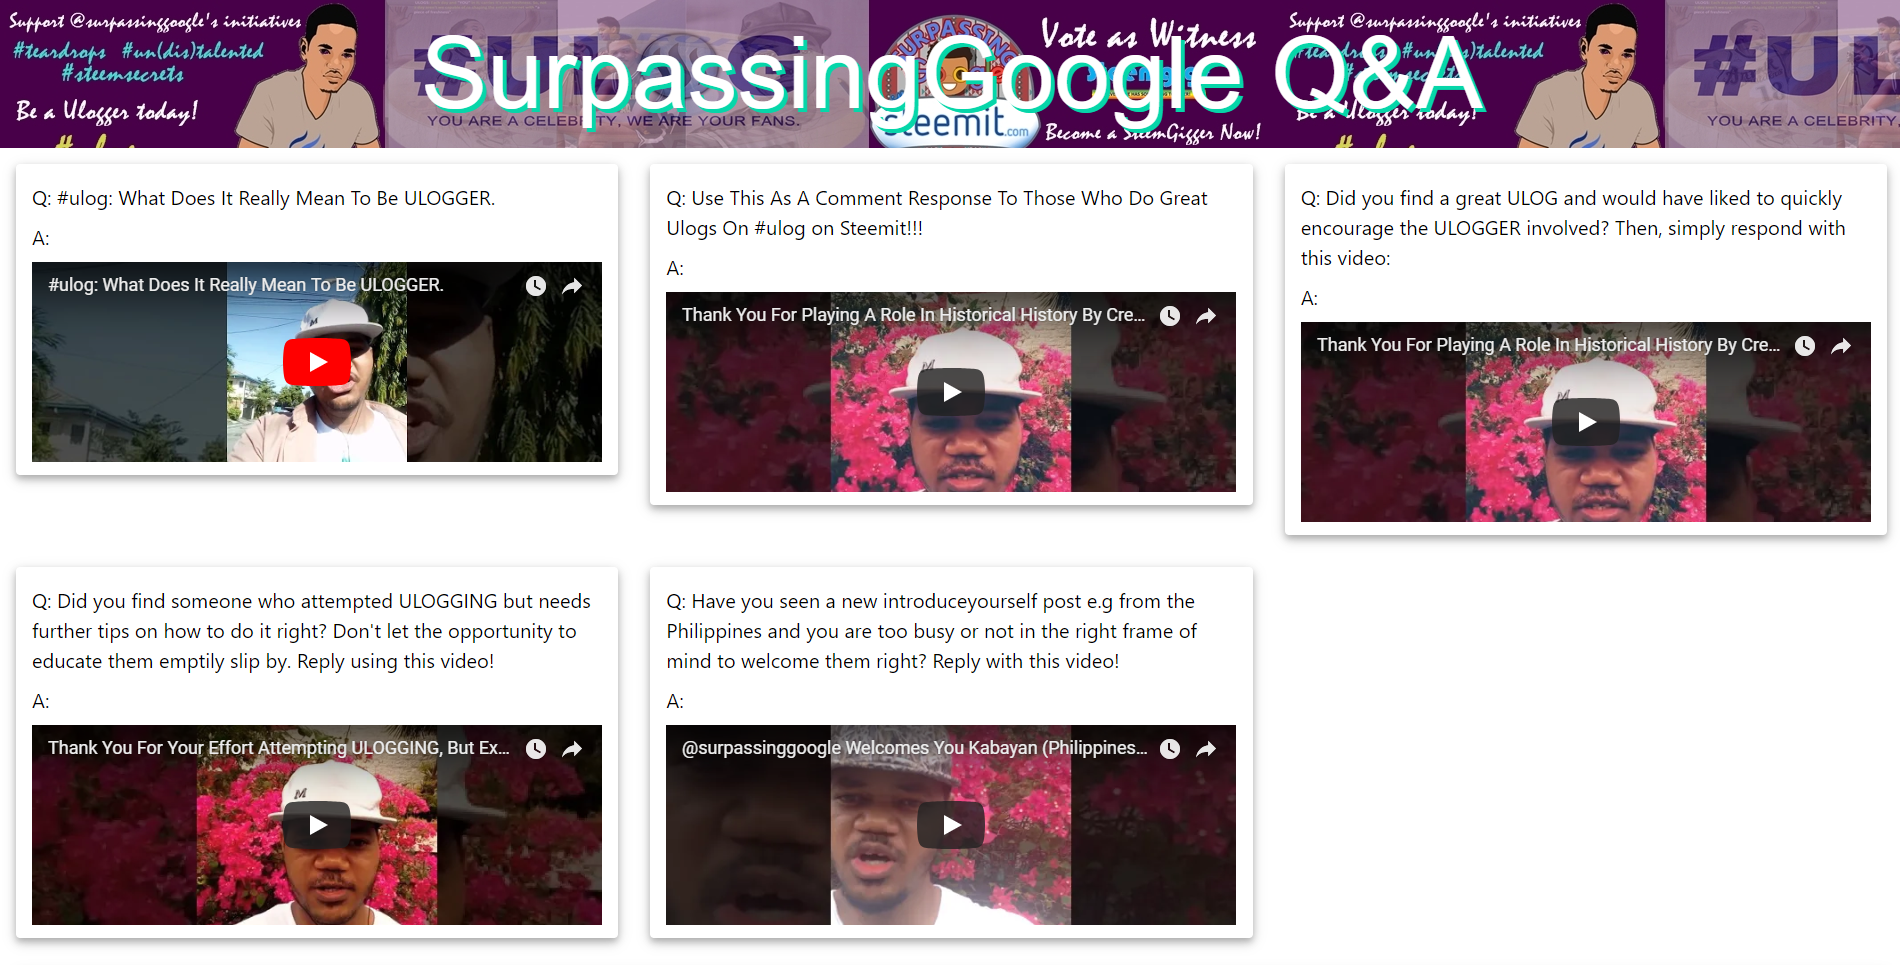 Support @surpassinggoogle's initiatives
#teardrops #un(dis)talented
#steemsecrets
Be a Ulogger today!
YOU ARE A CELEBRITY, WE ARE YOUR FANS.
SurpassingGoogle Q&A
SURPASSING
steemit.com
Vote as Witness
Become a SteemGigger Now!
Support @surpassinggoogle's initiatives
Be a Ulogger today!
#UL
YOU ARE A CELEBRITY,
Q: #ulog: What Does It Really Mean To Be ULOGGER.
A:
#ulog: What Does It Really Mean To Be ULOGGER.
Q: Use This As A Comment Response To Those Who Do Great
Ulogs On #ulog on Steemit!!!
A:
Thank You For Playing A Role In Historical History By Cre...
Q: Did you find a great ULOG and would have liked to quickly
encourage the ULOGGER involved? Then, simply respond with
this video:
A:
Thank You For Playing A Role In Historical History By Cre...
Q: Did you find someone who attempted ULOGGING but needs
further tips on how to do it right? Don't let the opportunity to
educate them emptily slip by. Reply using this video!
A:
Thank You For Your Effort Attempting ULOGGING, But Ex...
M
Q: Have you seen a new introduceyourself post e.g from the
Philippines and you are too busy or not in the right frame of
mind to welcome them right? Reply with this video!
A:
@surpassinggoogle Welcomes You Kabayan (Philippines...